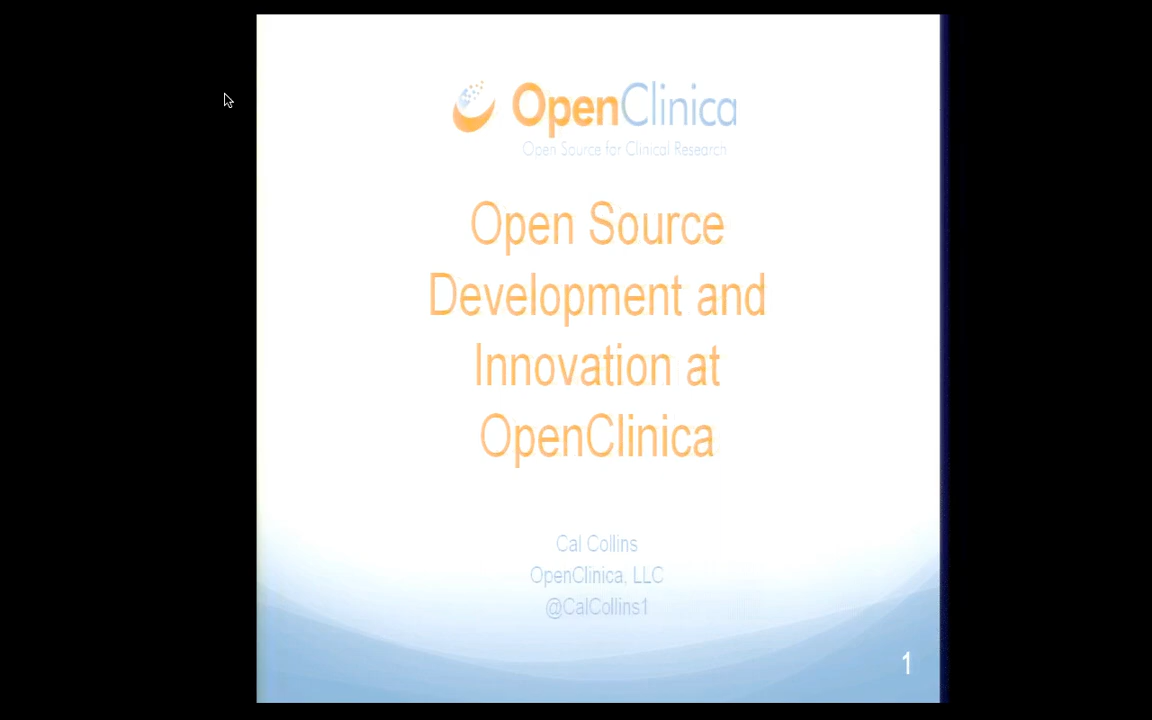 OpenClinica
Open Source for Clinical Research
Open Source
Development and
Innovation at
OpenClinica
Cal Collins
OpenClinica, LLC
@CalCollins1
1